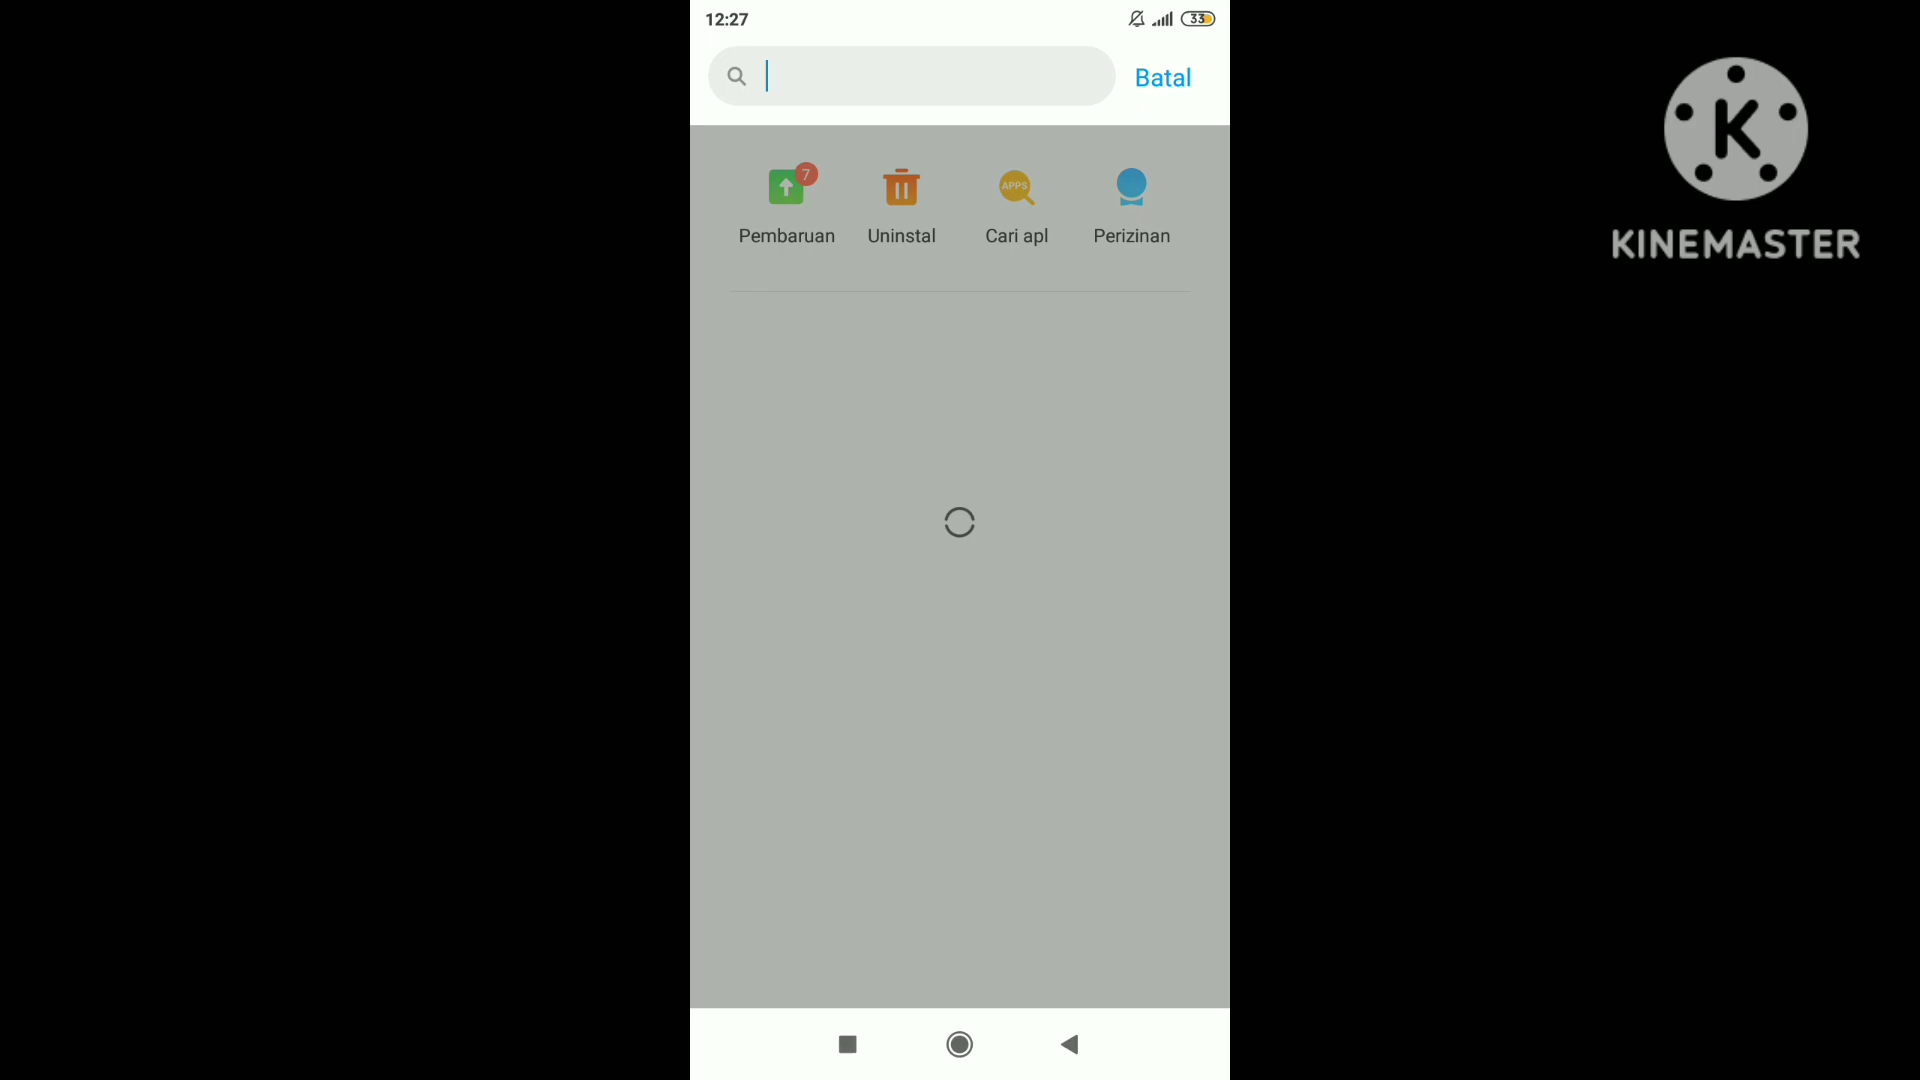 12:27
33
Batal
7
APPS
Pembaruan
Uninstal
Cari apl
Perizinan
K
KINEMASTER